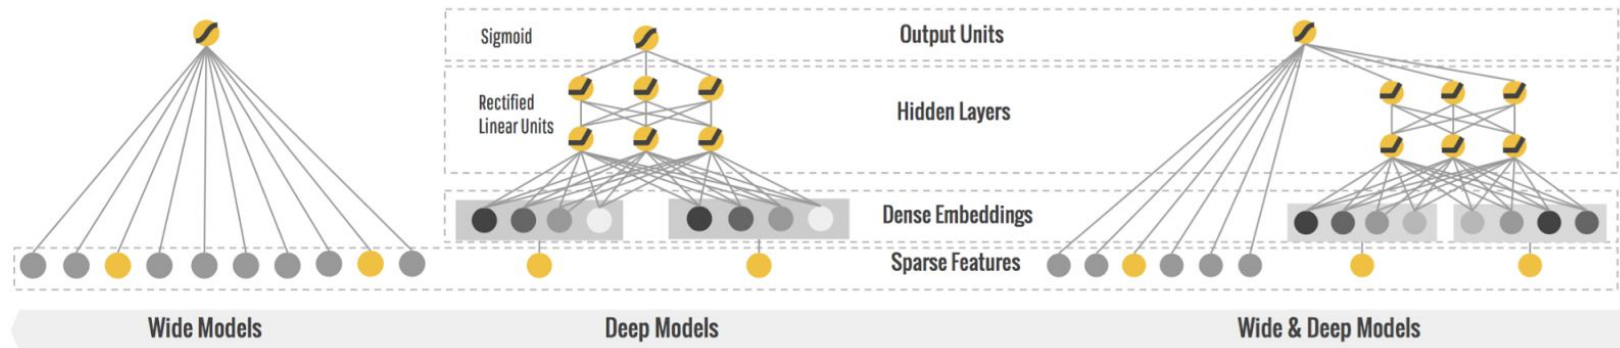 Sigmoid
Output Units
Rectified
Linear Units
Hidden Layers
Dense Embeddings
Sparse Features
Wide Models
Deep Models
Wide & Deep Models